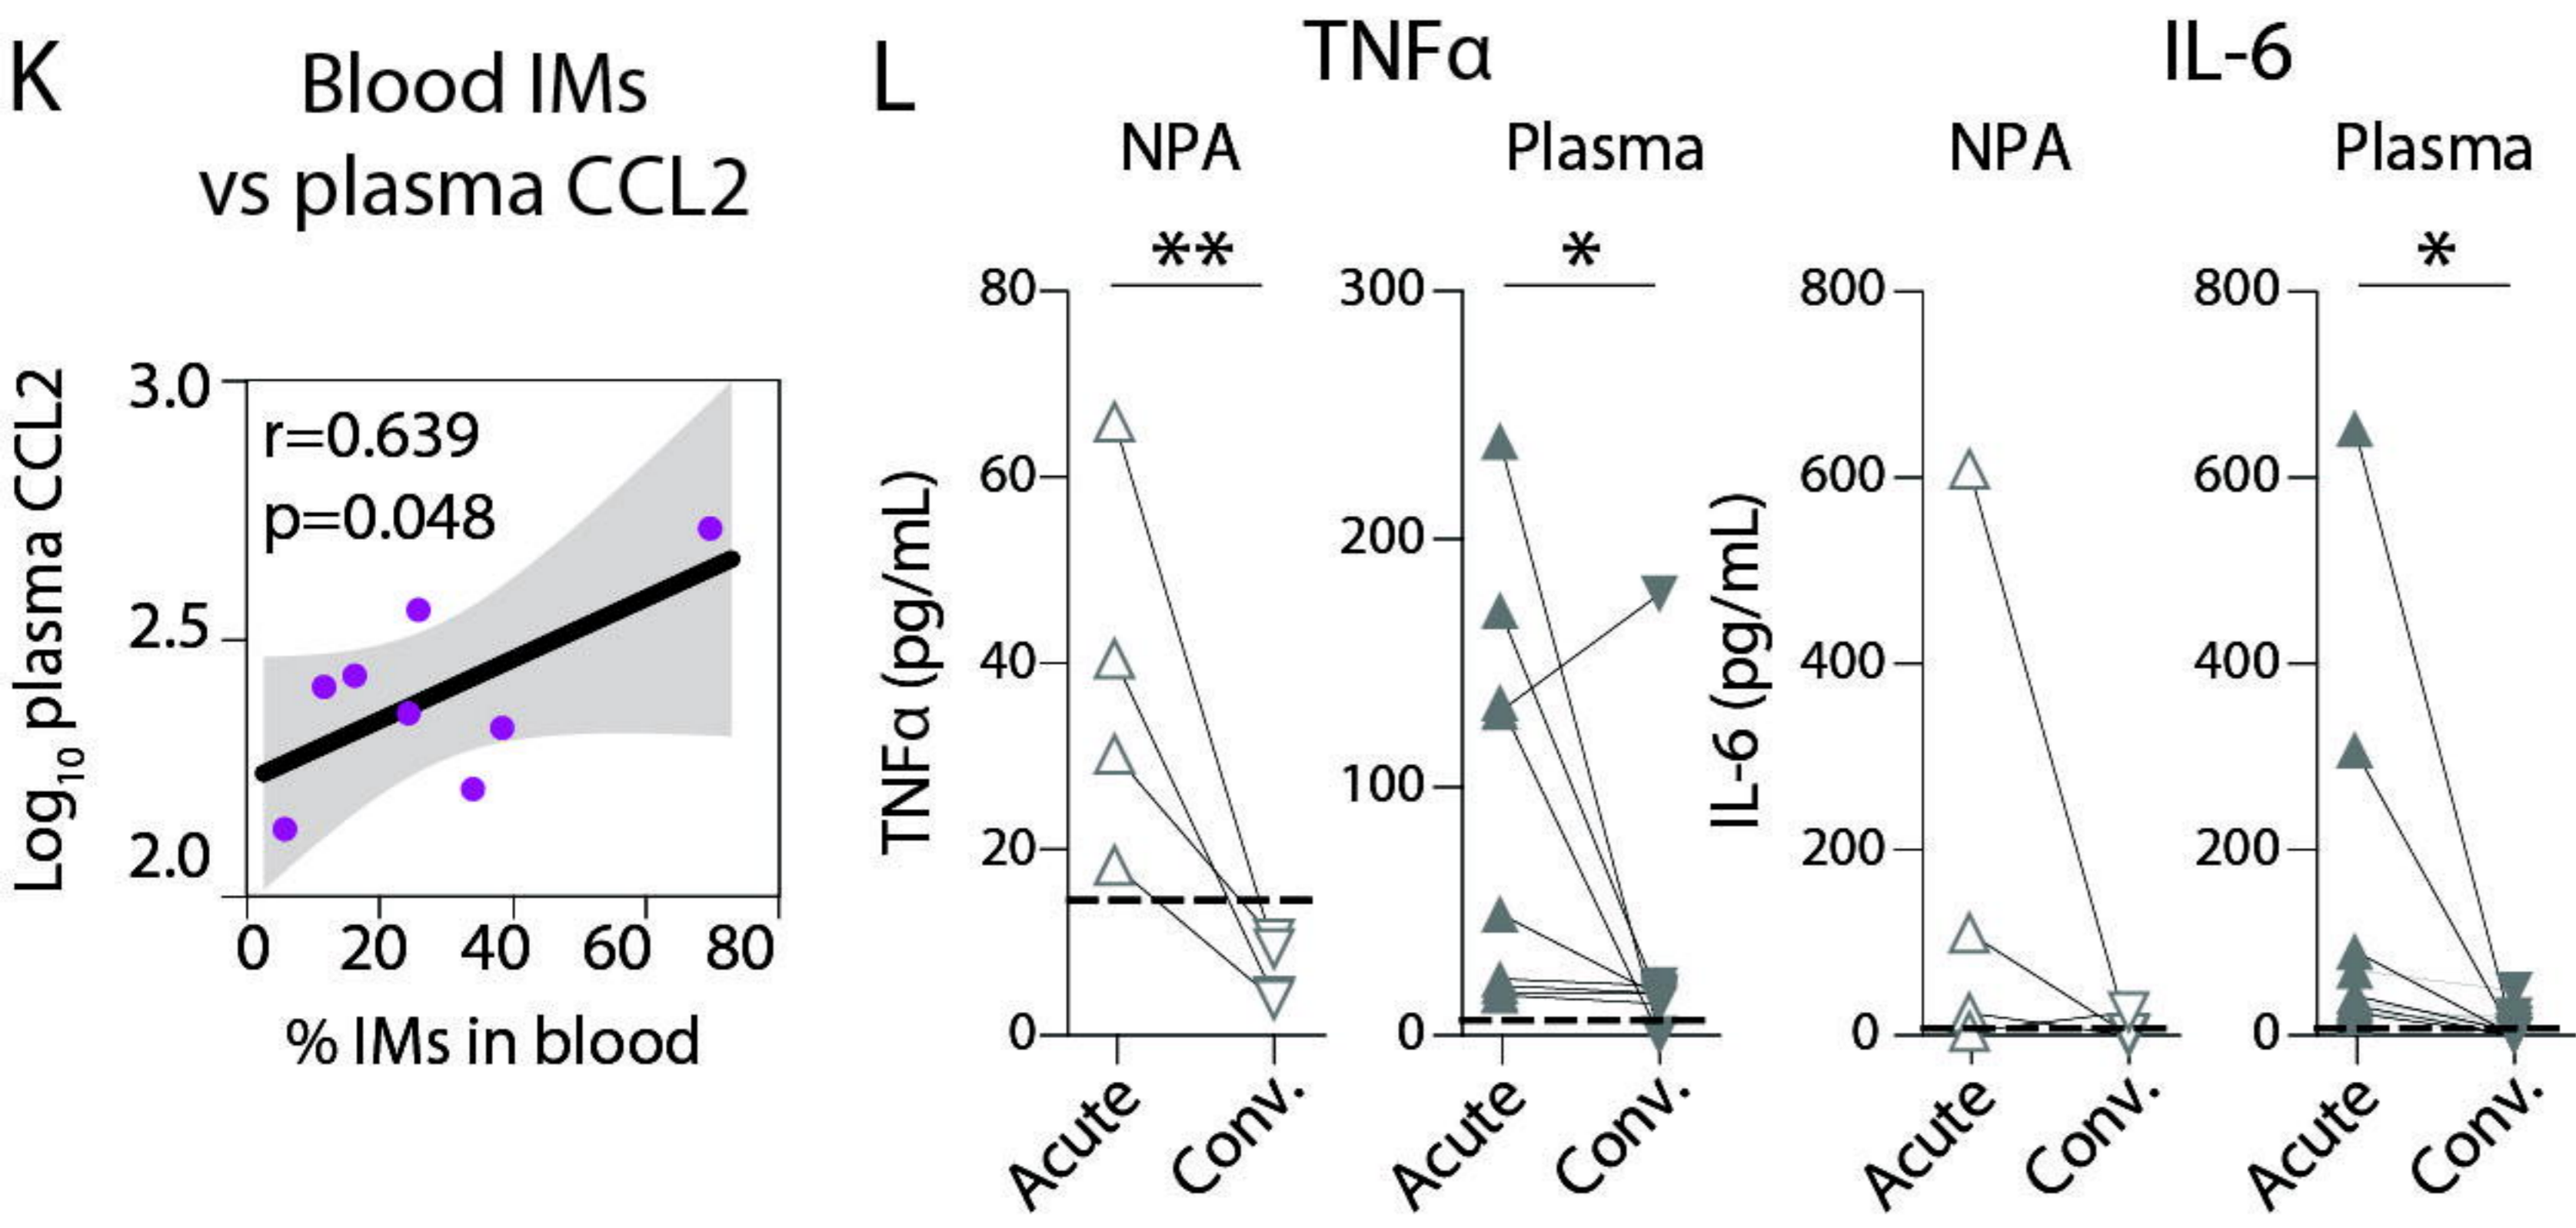 K
Blood IMs
vs plasma CCL2
Log10 plasma CCL2
3.0
2.5
2.0
r=0.639
p=0.048
0 20 40 60 80
% IMs in blood
L
TNFα
IL-6
NPA
Plasma
NPA
Plasma
**
*
*
TNFα (pg/mL)
80
60
40
20
0
Acute Conv.
300
200
100
0
Acute Conv.
IL-6 (pg/mL)
800
600
400
200
0
Acute Conv.
800
600
400
200
0
Acute Conv.